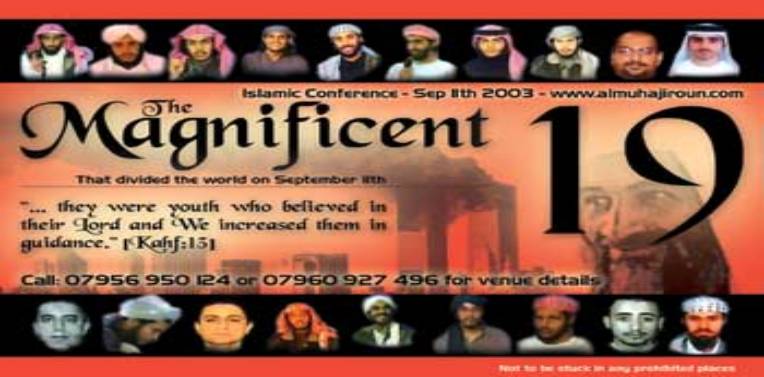 Islamic Conference - Sep 11th 2003 - www.almuhajiroun.com
The
Magnificent 19
That divided the world on September 11th
"... they were youth who believed in
their Lord and We increased them in
guidance." [Kahf:13]
Call: 07956 950 124 or 07960 927 496 for venue details
Not to be stuck in any prohibited places